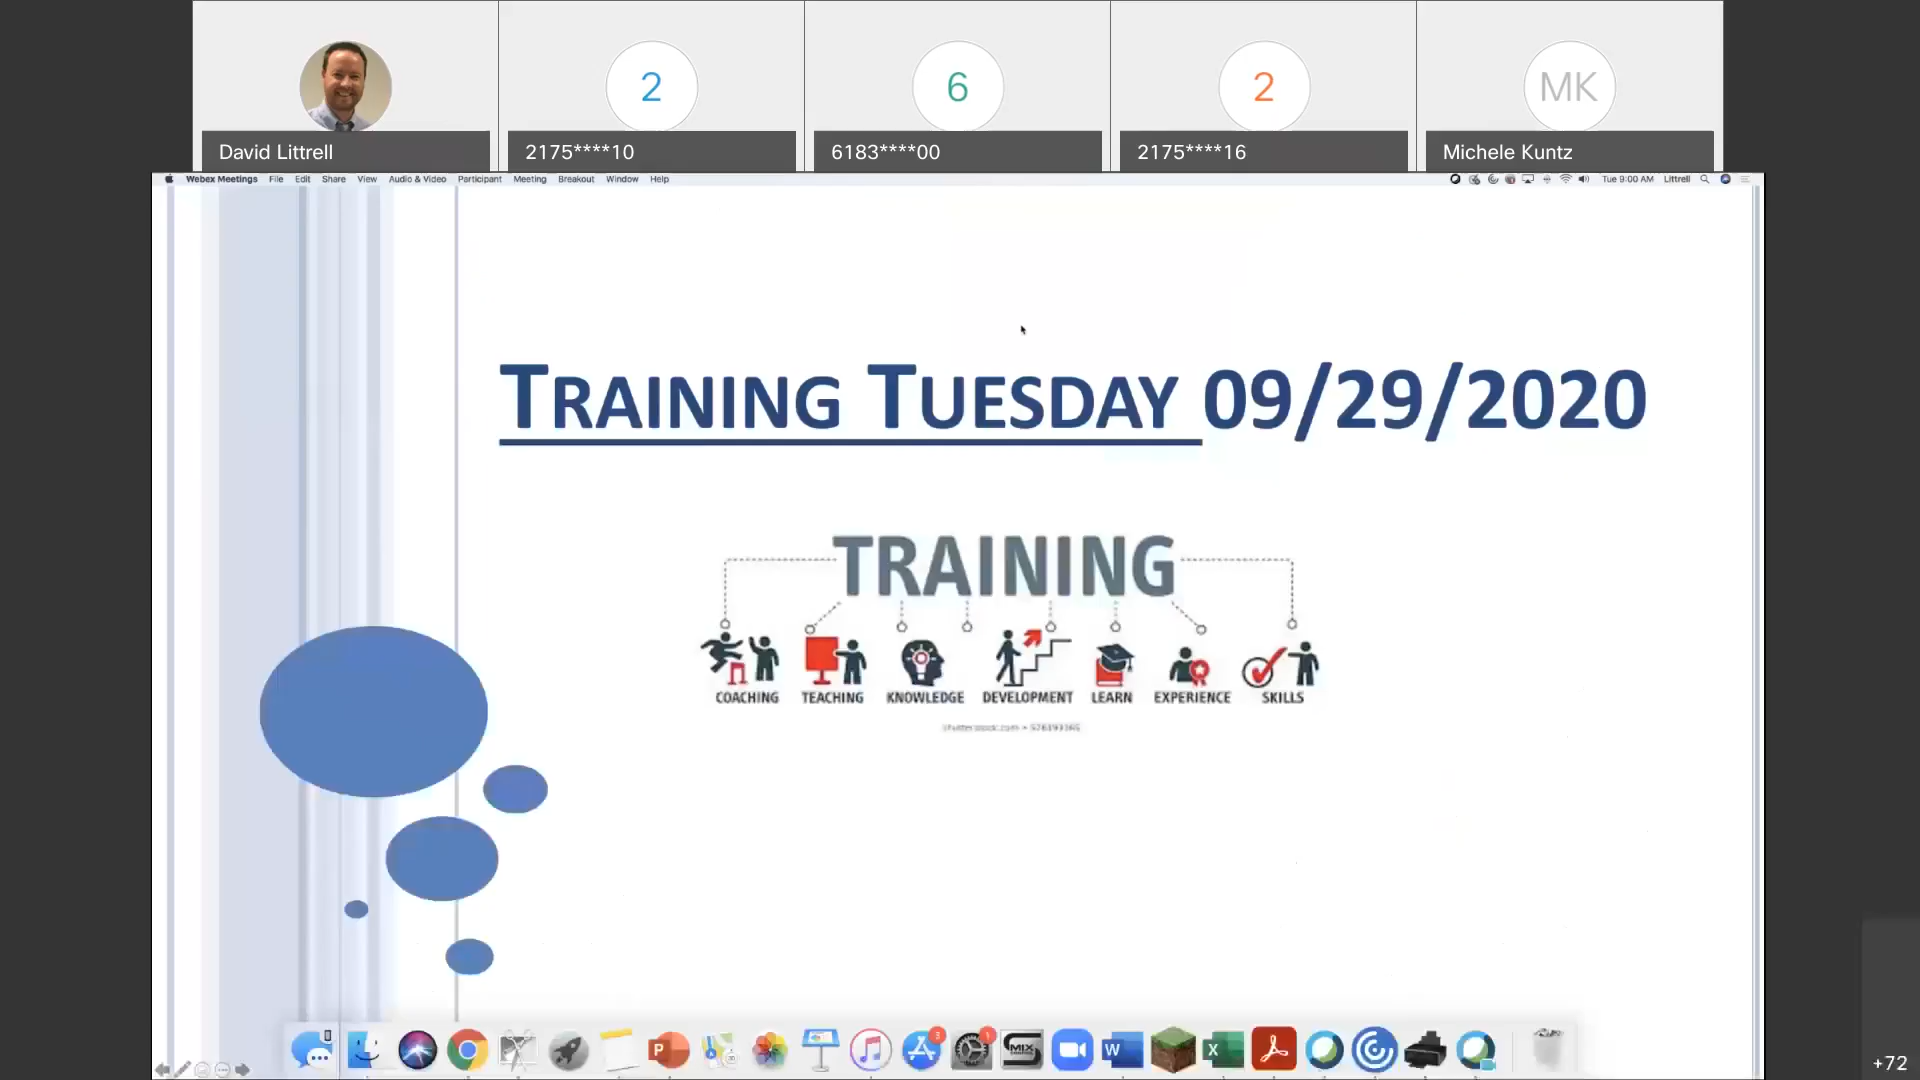 2
6
2
MK
David Littrell
2175****10
6183****00
2175****16
Michele Kuntz
Webex Meetings File Edit Share View Audio & Video Participant Meeting Breakout Window Help
Tue 9:00 AM Littrell
TRAINING TUESDAY 09/29/2020
TRAINING
COACHING TEACHING KNOWLEDGE DEVELOPMENT LEARN EXPERIENCE SKILLS
+72